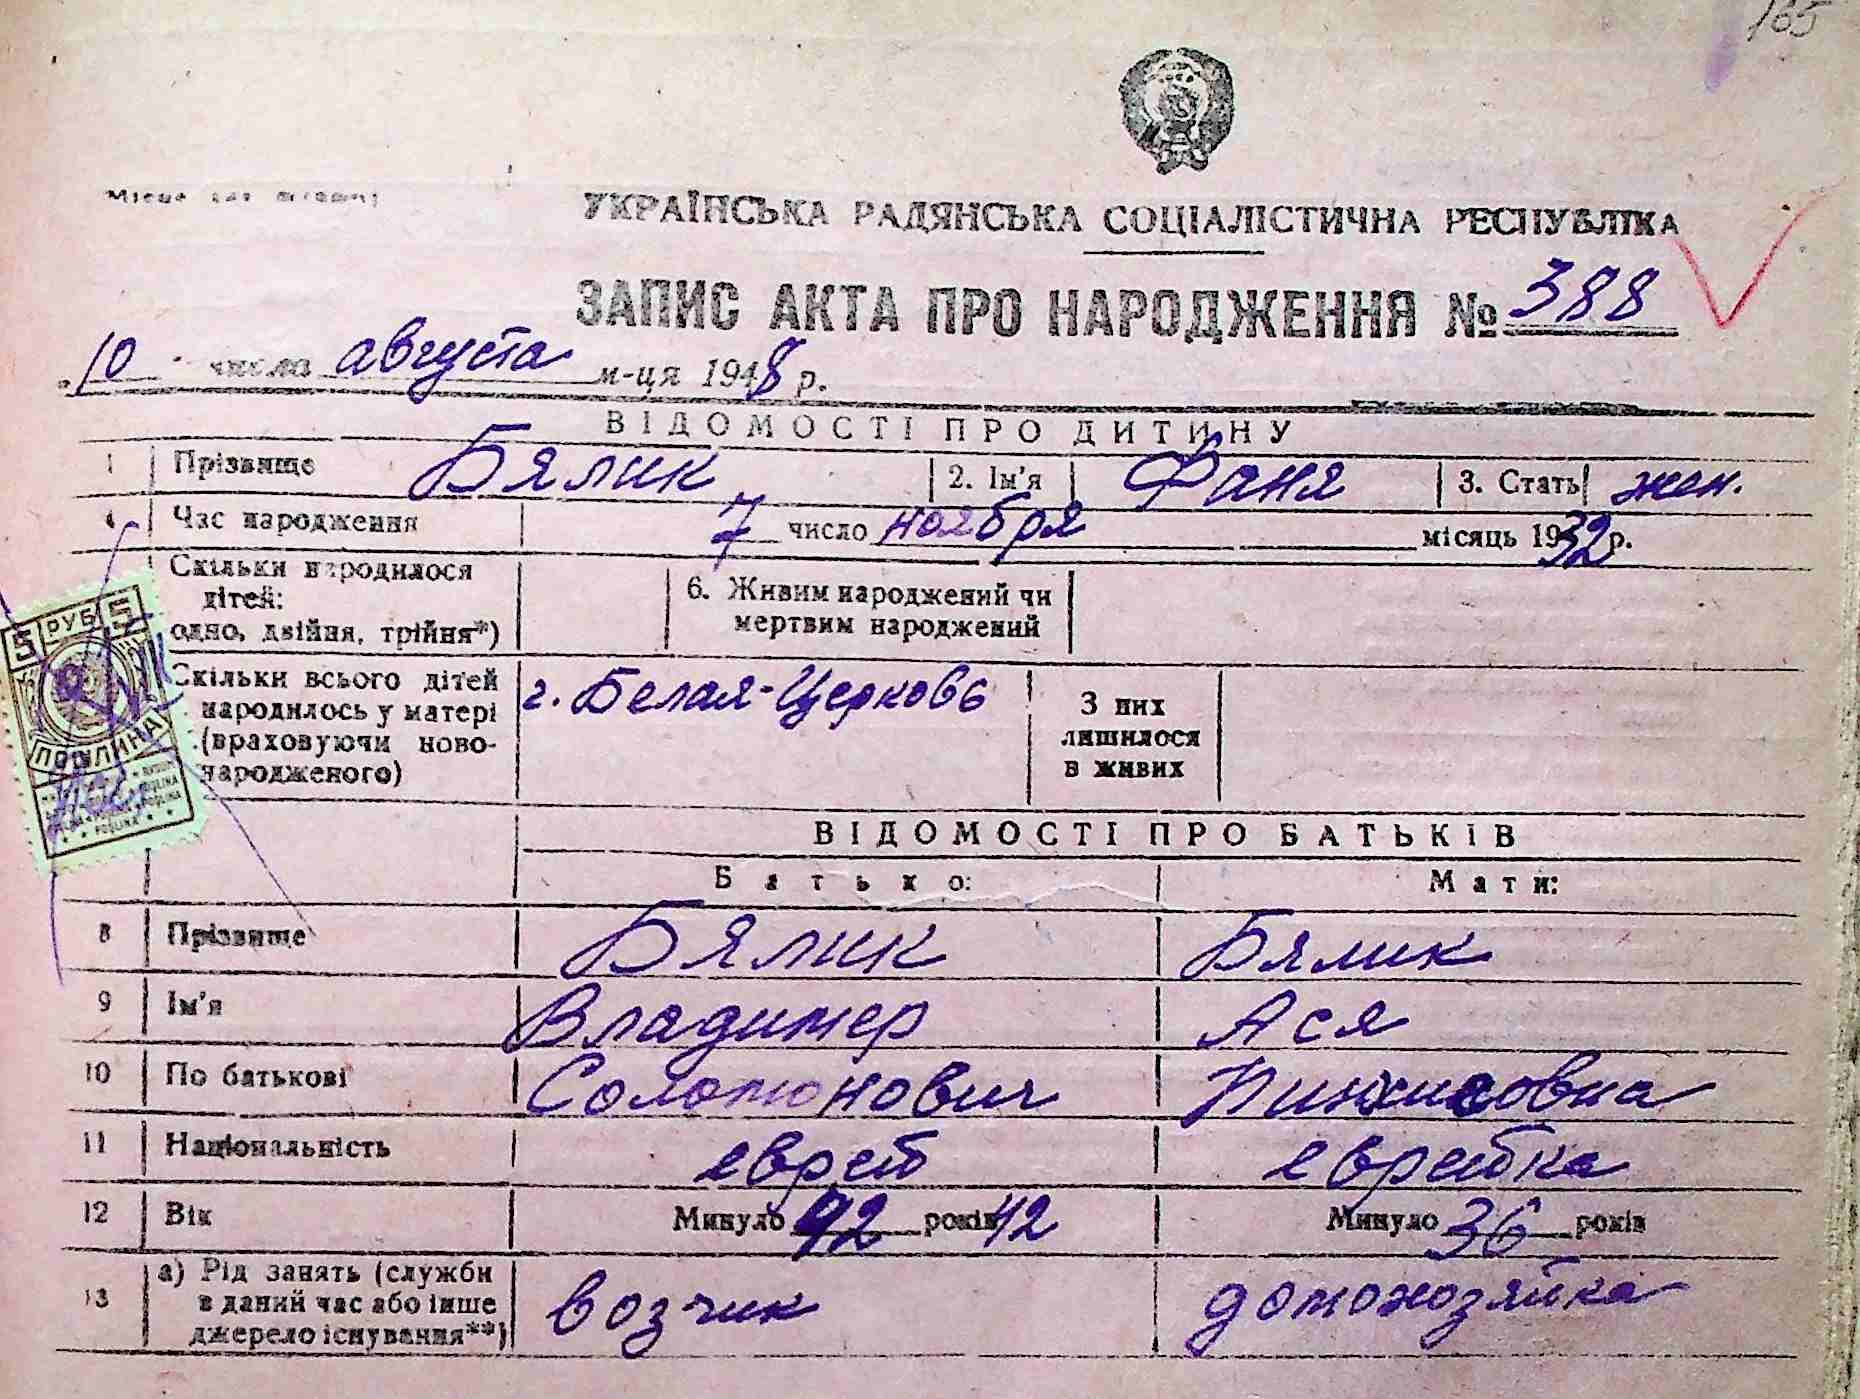 165
УКРАЇНСЬКА РАДЯНСЬКА СОЦІАЛІСТИЧНА РЕСПУБЛІКА
ЗАПИС АКТА ПРО НАРОДЖЕННЯ № 388
10 числа августа м-ця 1948 р.
ВІДОМОСТІ ПРО ДИТИНУ
1 Прізвище Бялик 2. Ім'я Фаня 3. Стать жен.
4 Час народження 7 число ноября місяць 1932 р.
Скільки народилося
дітей:
одно, двійня, трійня*)
6. Живим народжений чи
мертвим народжений
Скільки всього дітей
народилось у матері
(враховуючи ново-
народженого)
г. Белая-Церковь
З них
лишилося
в живих
5 РУБ 5
ПОШЛИНА
ВІДОМОСТІ ПРО БАТЬКІВ
Батько: Мати:
8 Прізвище Бялик Бялик
9 Ім'я Владимер Ася
10 По батькові Соломонович Пинхисовна
11 Національність еврей еврейка
12 Вік Минуло 42 років 42 Минуло 36 років
13 а) Рід занять (служби
в даний час або інше
джерело існування**)
возчик домохозяйка